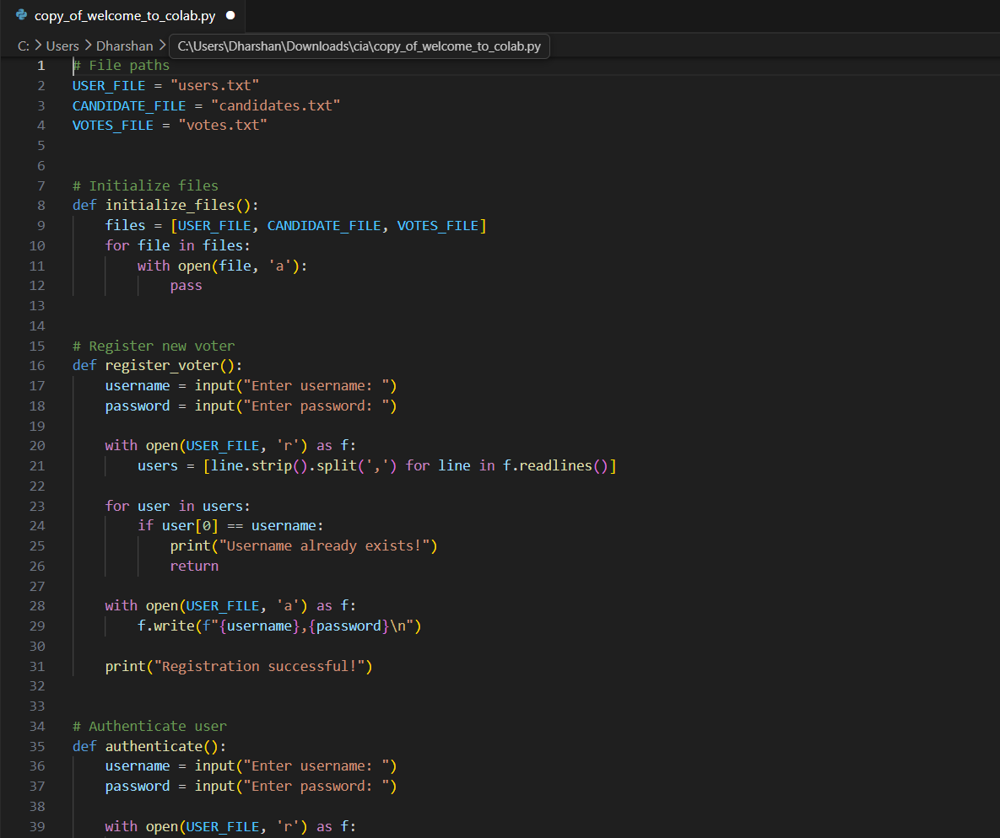 copy_of_welcome_to_colab.py
C: > Users > Dharshan > C:\Users\Dharshan\Downloads\cia\copy_of_welcome_to_colab.py
1 # File paths
2 USER_FILE = "users.txt"
3 CANDIDATE_FILE = "candidates.txt"
4 VOTES_FILE = "votes.txt"
5
6
7 # Initialize files
8 def initialize_files():
9     files = [USER_FILE, CANDIDATE_FILE, VOTES_FILE]
10     for file in files:
11         with open(file, 'a'):
12             pass
13
14
15 # Register new voter
16 def register_voter():
17     username = input("Enter username: ")
18     password = input("Enter password: ")
19
20     with open(USER_FILE, 'r') as f:
21         users = [line.strip().split(',') for line in f.readlines()]
22
23     for user in users:
24         if user[0] == username:
25             print("Username already exists!")
26             return
27
28     with open(USER_FILE, 'a') as f:
29         f.write(f"{username},{password}\n")
30
31     print("Registration successful!")
32
33
34 # Authenticate user
35 def authenticate():
36     username = input("Enter username: ")
37     password = input("Enter password: ")
38
39     with open(USER_FILE, 'r') as f: